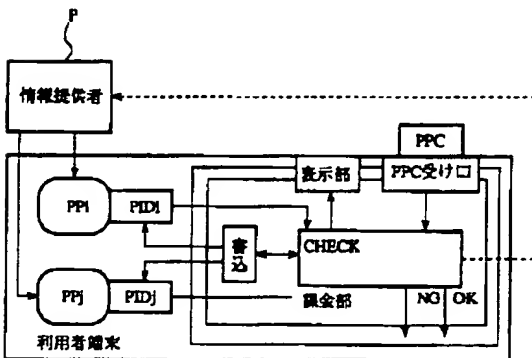 P
情報提供者
PPC
表示部
PPC受け口
PPi
PIDi
書込
CHECK
PPj
PIDj
課金部
NG
OK
利用者端末